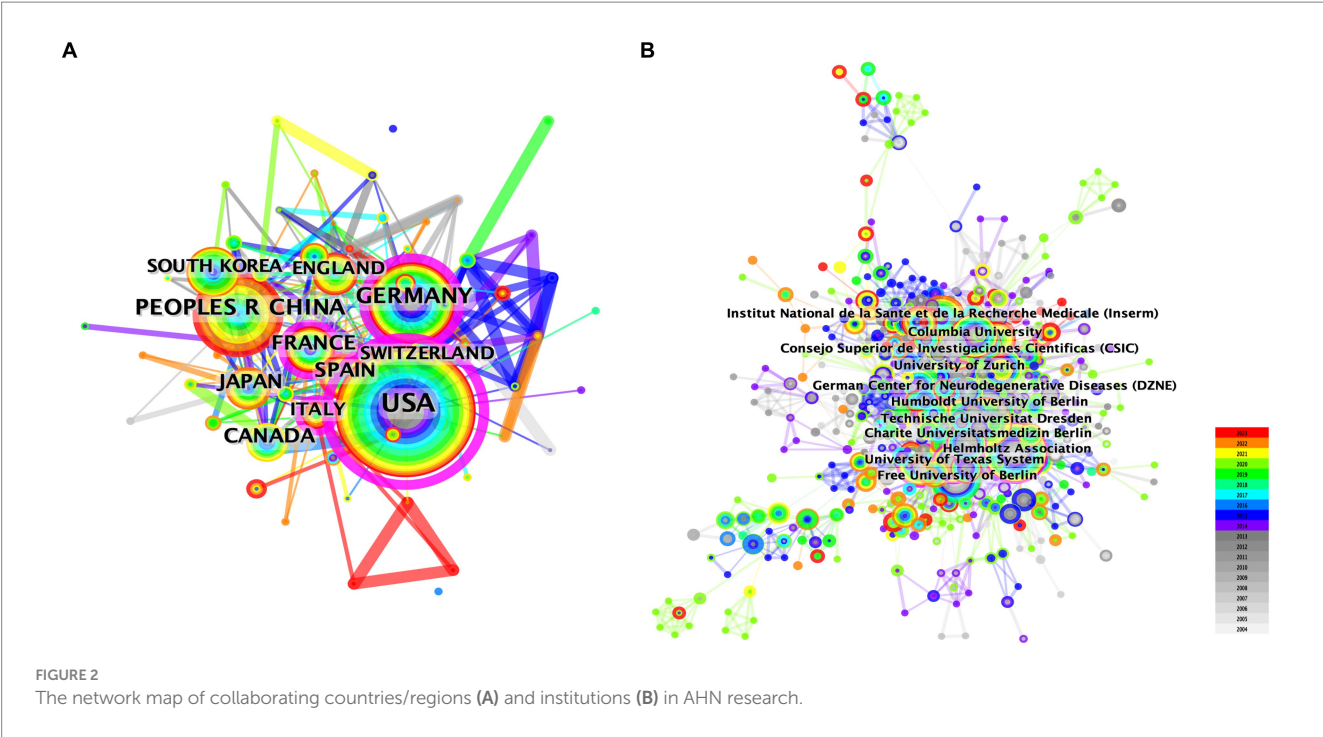 A
B
SOUTH KOREA
ENGLAND
PEOPLES R CHINA
GERMANY
FRANCE
SWITZERLAND
SPAIN
JAPAN
ITALY
USA
CANADA
Institut National de la Sante et de la Recherche Medicale (Inserm)
Columbia University
Consejo Superior de Investigaciones Cientificas (CSIC)
University of Zurich
German Center for Neurodegenerative Diseases (DZNE)
Humboldt University of Berlin
Technische Universitat Dresden
Charite Universitatsmedizin Berlin
Helmholtz Association
University of Texas System
Free University of Berlin
2023
2022
2021
2020
2019
2018
2017
2016
2015
2014
2013
2012
2011
2010
2009
2008
2007
2006
2005
2004
FIGURE 2
The network map of collaborating countries/regions (A) and institutions (B) in AHN research.